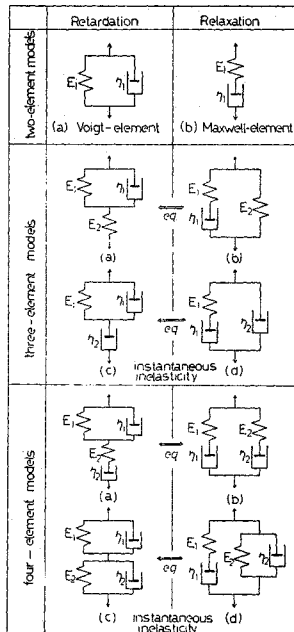 Retardation Relaxation
two-element models
E1 η1 E1 η1
(a) Voigt-element (b) Maxwell-element
three-element models
E1 η1 E1 E2
eq η1
E2
(a) (b)
E1 η1 E1 η2
eq η1
η2
(c) (d)
instantaneous inelasticity
four-element models
E1 η1 E1 E2
eq
E2 η1 η2
η2
(a) (b)
E1 η1 E1 E2 η2
eq
E2 η2 η1
(c) (d)
instantaneous inelasticity